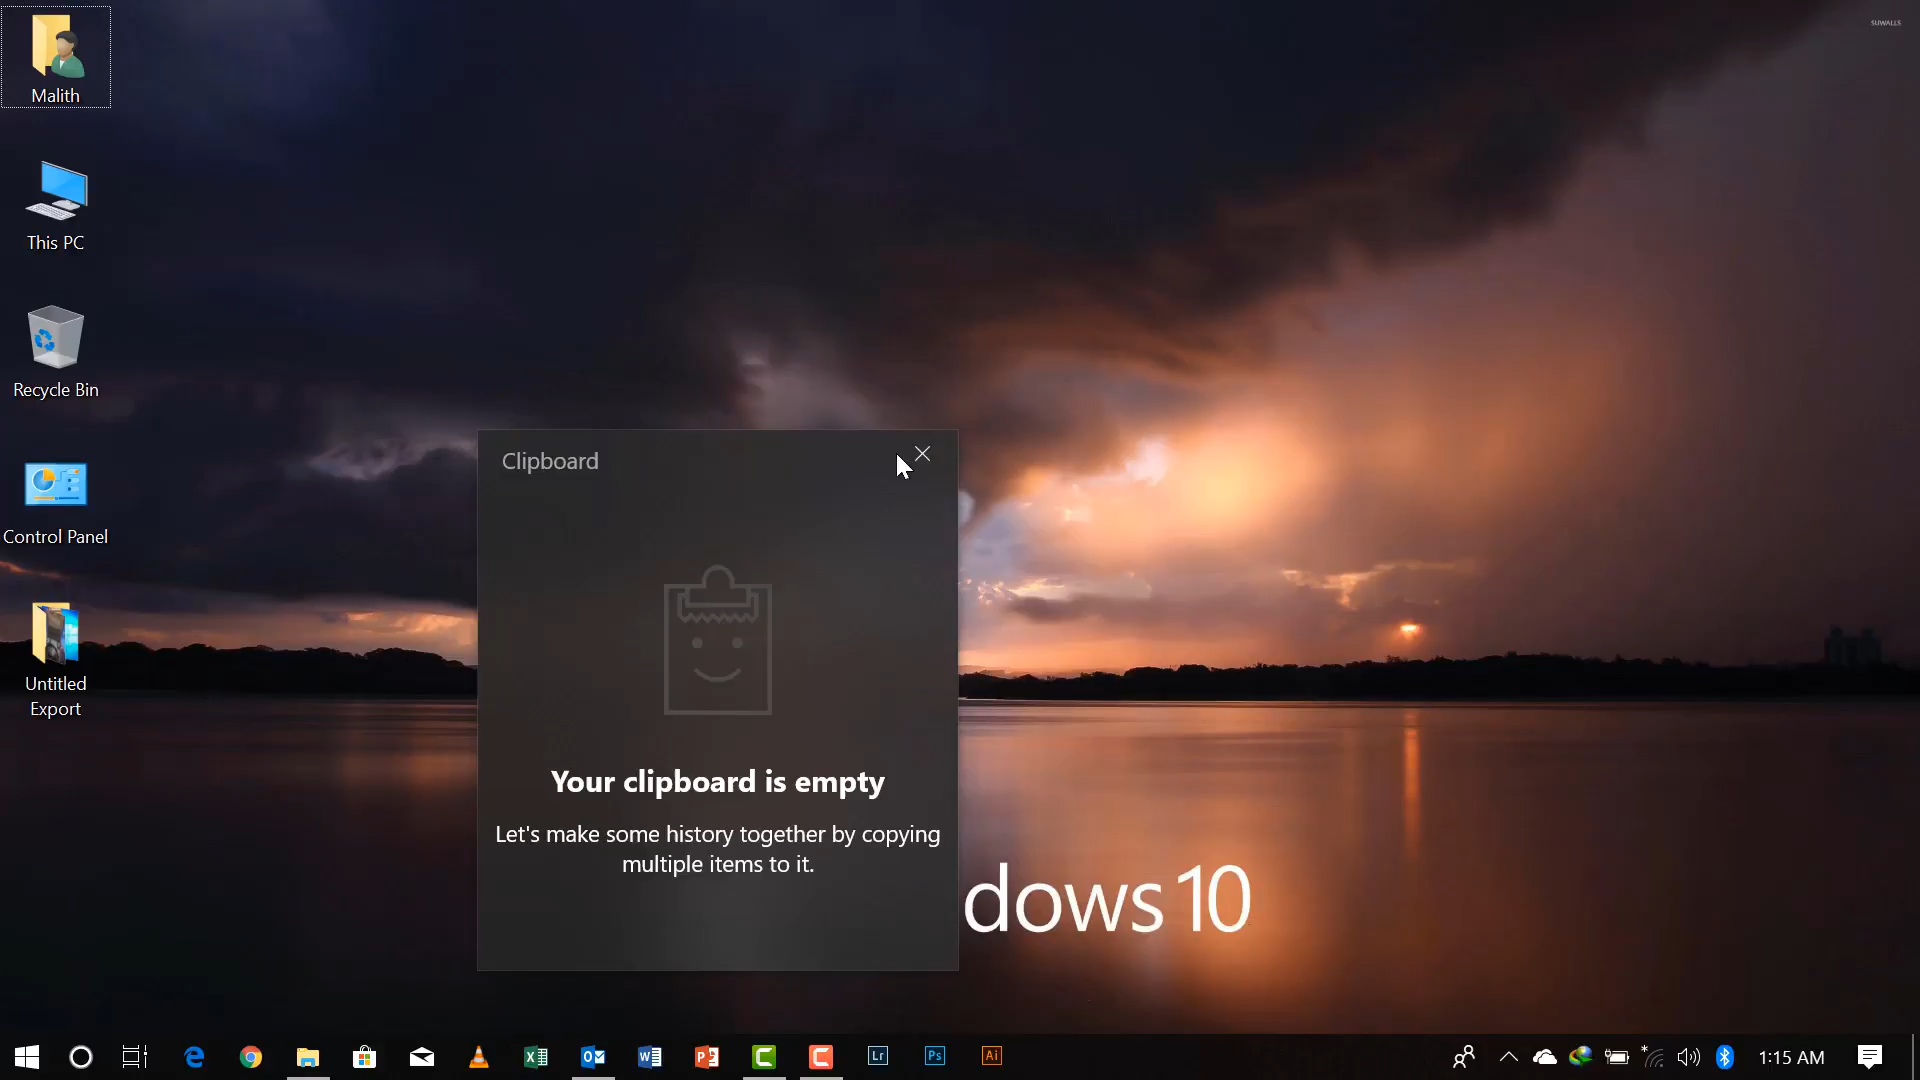 SUWALLS
Malith
This PC
Recycle Bin
Control Panel
Untitled
Export
Clipboard
Your clipboard is empty
Let's make some history together by copying
multiple items to it.
dows 10
Lr
Ps
Ai
1:15 AM